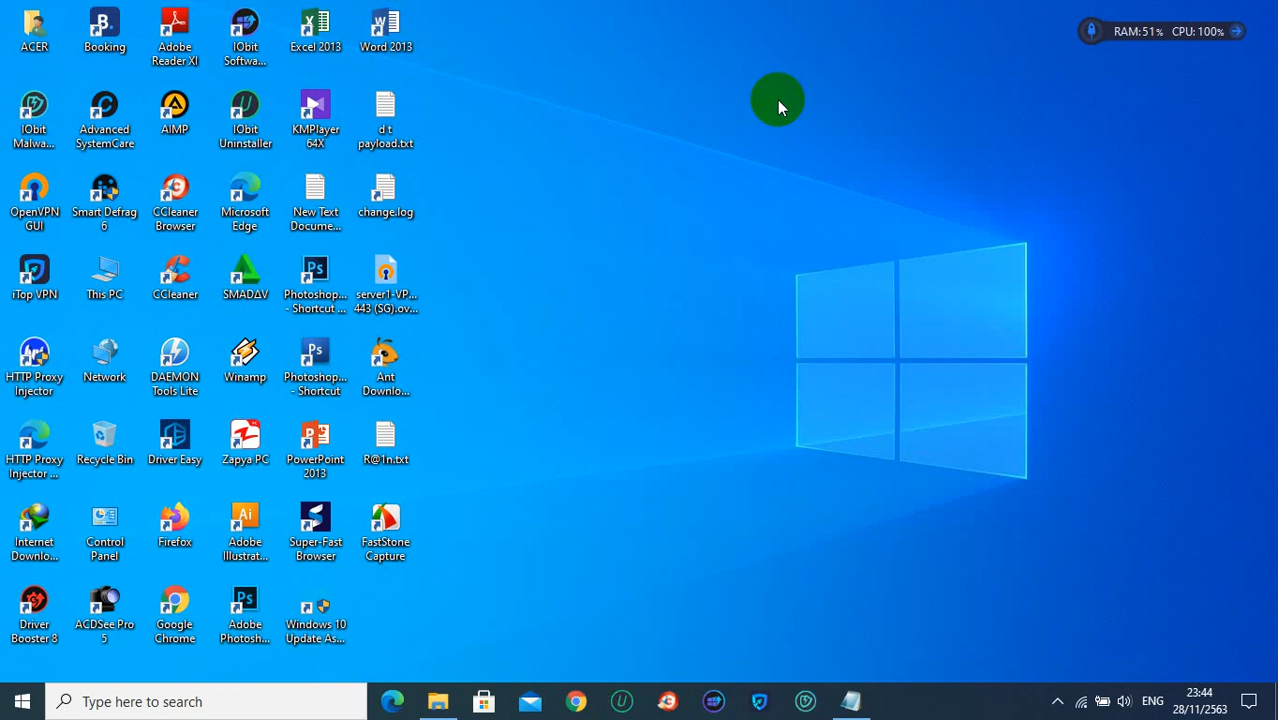 ACER
Booking
Adobe
Reader XI
IObit
Softwa...
Excel 2013
Word 2013
RAM:51% CPU:100%
IObit
Malwa...
Advanced
SystemCare
AIMP
IObit
Uninstaller
KMPlayer
64X
d t
payload.txt
OpenVPN
GUI
Smart Defrag
6
CCleaner
Browser
Microsoft
Edge
New Text
Docume...
change.log
iTop VPN
This PC
CCleaner
SMADΔV
Photoshop...
- Shortcut ...
server1-VP...
443 (SG).ov...
HTTP Proxy
Injector
Network
DAEMON
Tools Lite
Winamp
Photoshop...
- Shortcut
Ant
Downlo...
HTTP Proxy
Injector ...
Recycle Bin
Driver Easy
Zapya PC
PowerPoint
2013
R@1n.txt
Internet
Downlo...
Control
Panel
Firefox
Adobe
Illustrat...
Super-Fast
Browser
FastStone
Capture
Driver
Booster 8
ACDSee Pro
5
Google
Chrome
Adobe
Photosh...
Windows 10
Update As...
Type here to search
ENG
23:44
28/11/2563